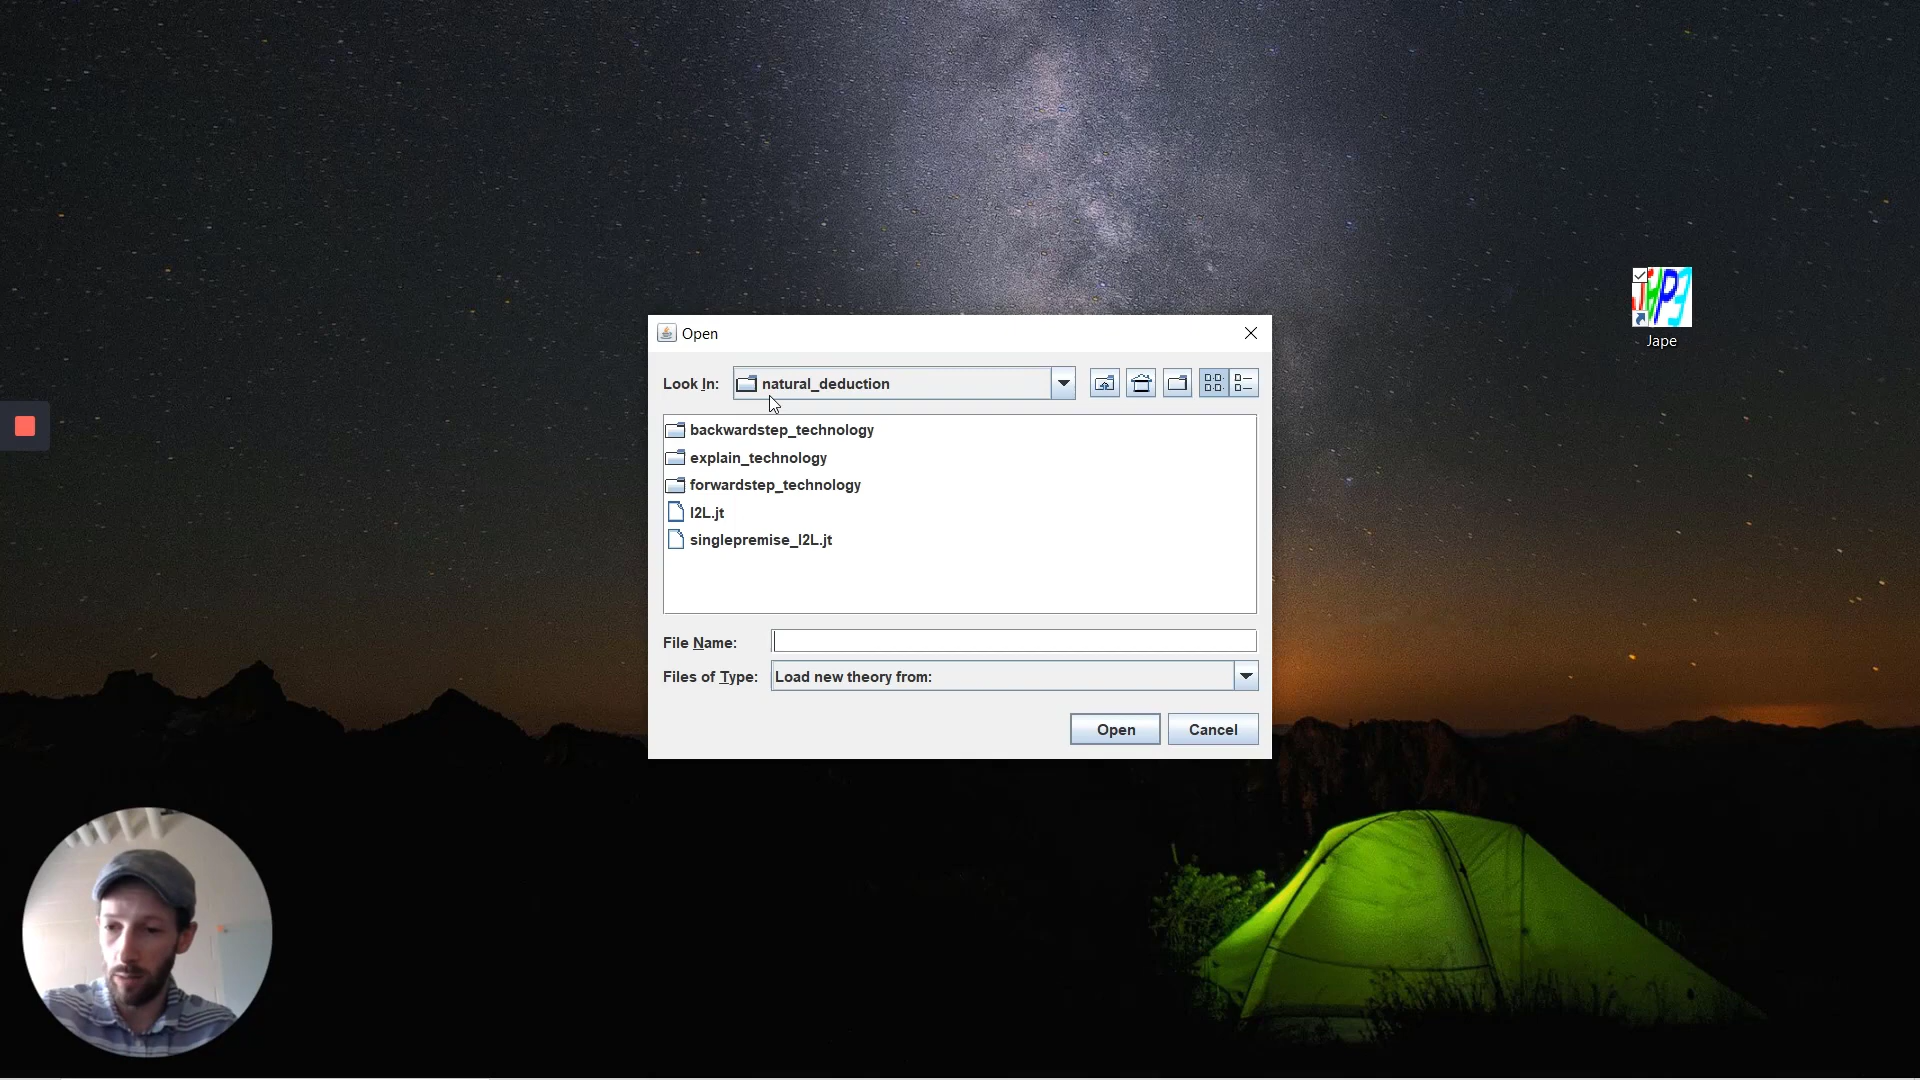 Open
Look In: natural_deduction
backwardstep_technology
explain_technology
forwardstep_technology
I2L.jt
singlepremise_I2L.jt
File Name:
Files of Type: Load new theory from:
Open Cancel
JAPE
Jape